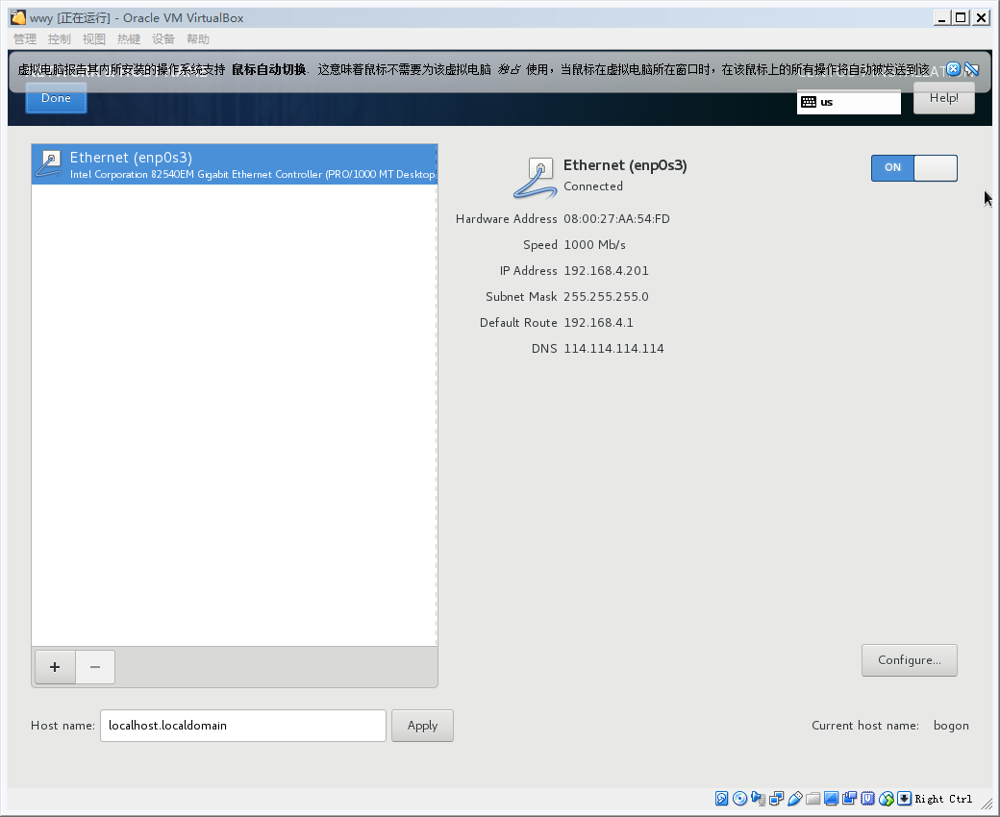 wwy [正在运行] - Oracle VM VirtualBox
管理 控制 视图 热键 设备 帮助
虚拟电脑报告其内所安装的操作系统支持 鼠标自动切换. 这意味着鼠标不需要为该虚拟电脑 独占 使用，当鼠标在虚拟电脑所在窗口时，在该鼠标上的所有操作将自动被发送到该
Done
us
Help!
Ethernet (enp0s3)
Intel Corporation 82540EM Gigabit Ethernet Controller (PRO/1000 MT Desktop
Ethernet (enp0s3)
Connected
ON
Hardware Address 08:00:27:AA:54:FD
Speed 1000 Mb/s
IP Address 192.168.4.201
Subnet Mask 255.255.255.0
Default Route 192.168.4.1
DNS 114.114.114.114
+ −
Configure...
Host name: localhost.localdomain Apply Current host name: bogon
Right Ctrl